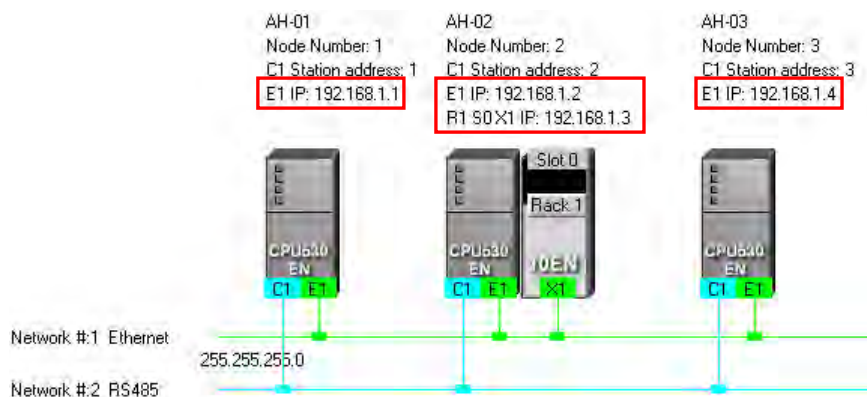 AH-01
Node Number: 1
C1 Station address: 1
E1 IP: 192.168.1.1
AH-02
Node Number: 2
C1 Station address: 2
E1 IP: 192.168.1.2
R1 S0 X1 IP: 192.168.1.3
AH-03
Node Number: 3
C1 Station address: 3
E1 IP: 192.168.1.4
CPU530
EN
C1 E1
CPU530
EN
C1 E1
Slot 0
Rack 1
10EN
X1
CPU530
EN
C1 E1
Network #:1 Ethernet
255.255.255.0
Network #:2 RS485